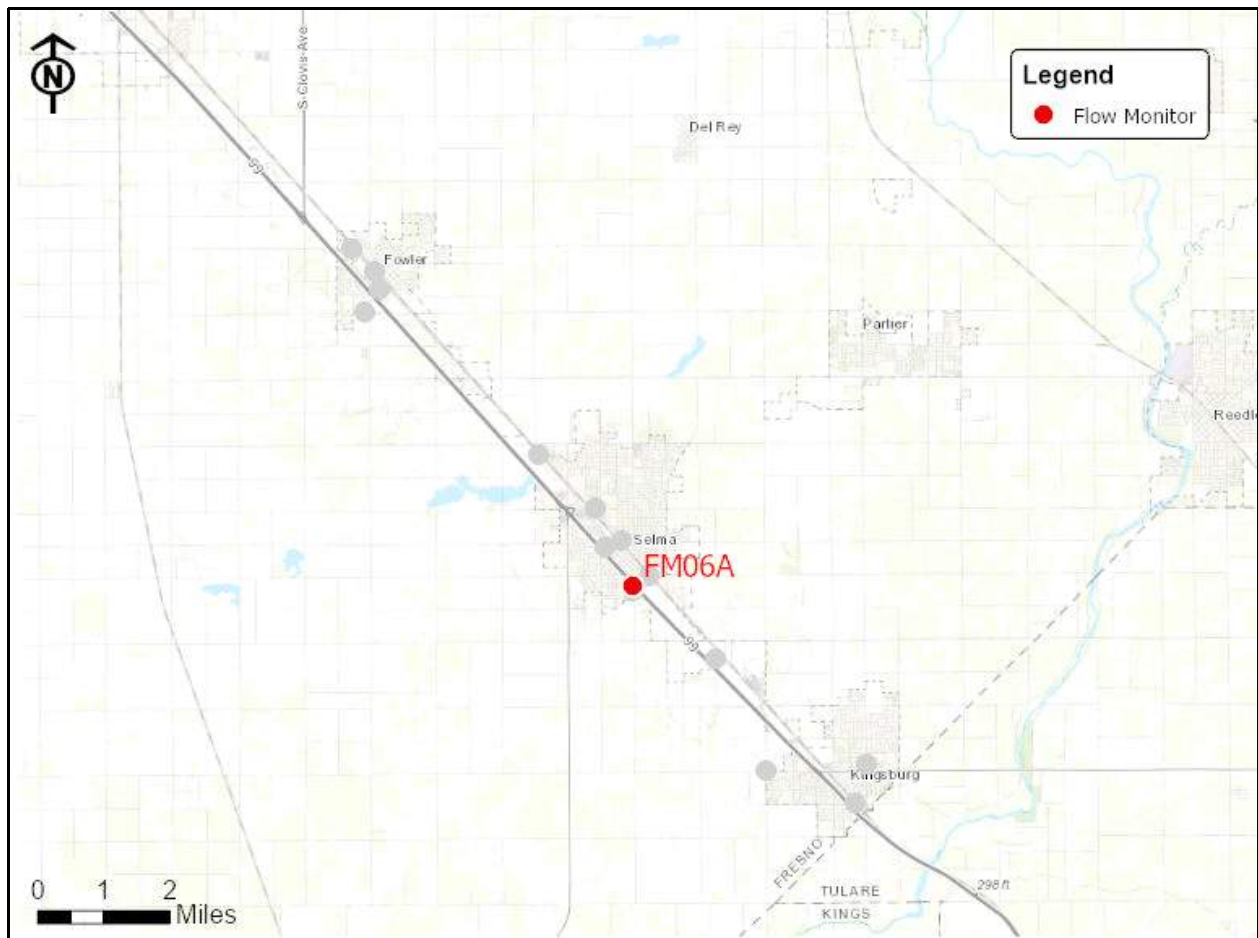 N
S Clovis Ave
Legend
Flow Monitor
Del Rey
99
Fowler
Parlier
Selma
FM06A
99
Kingsburg
FRESNO
TULARE
KINGS
298 ft
0 1 2
Miles